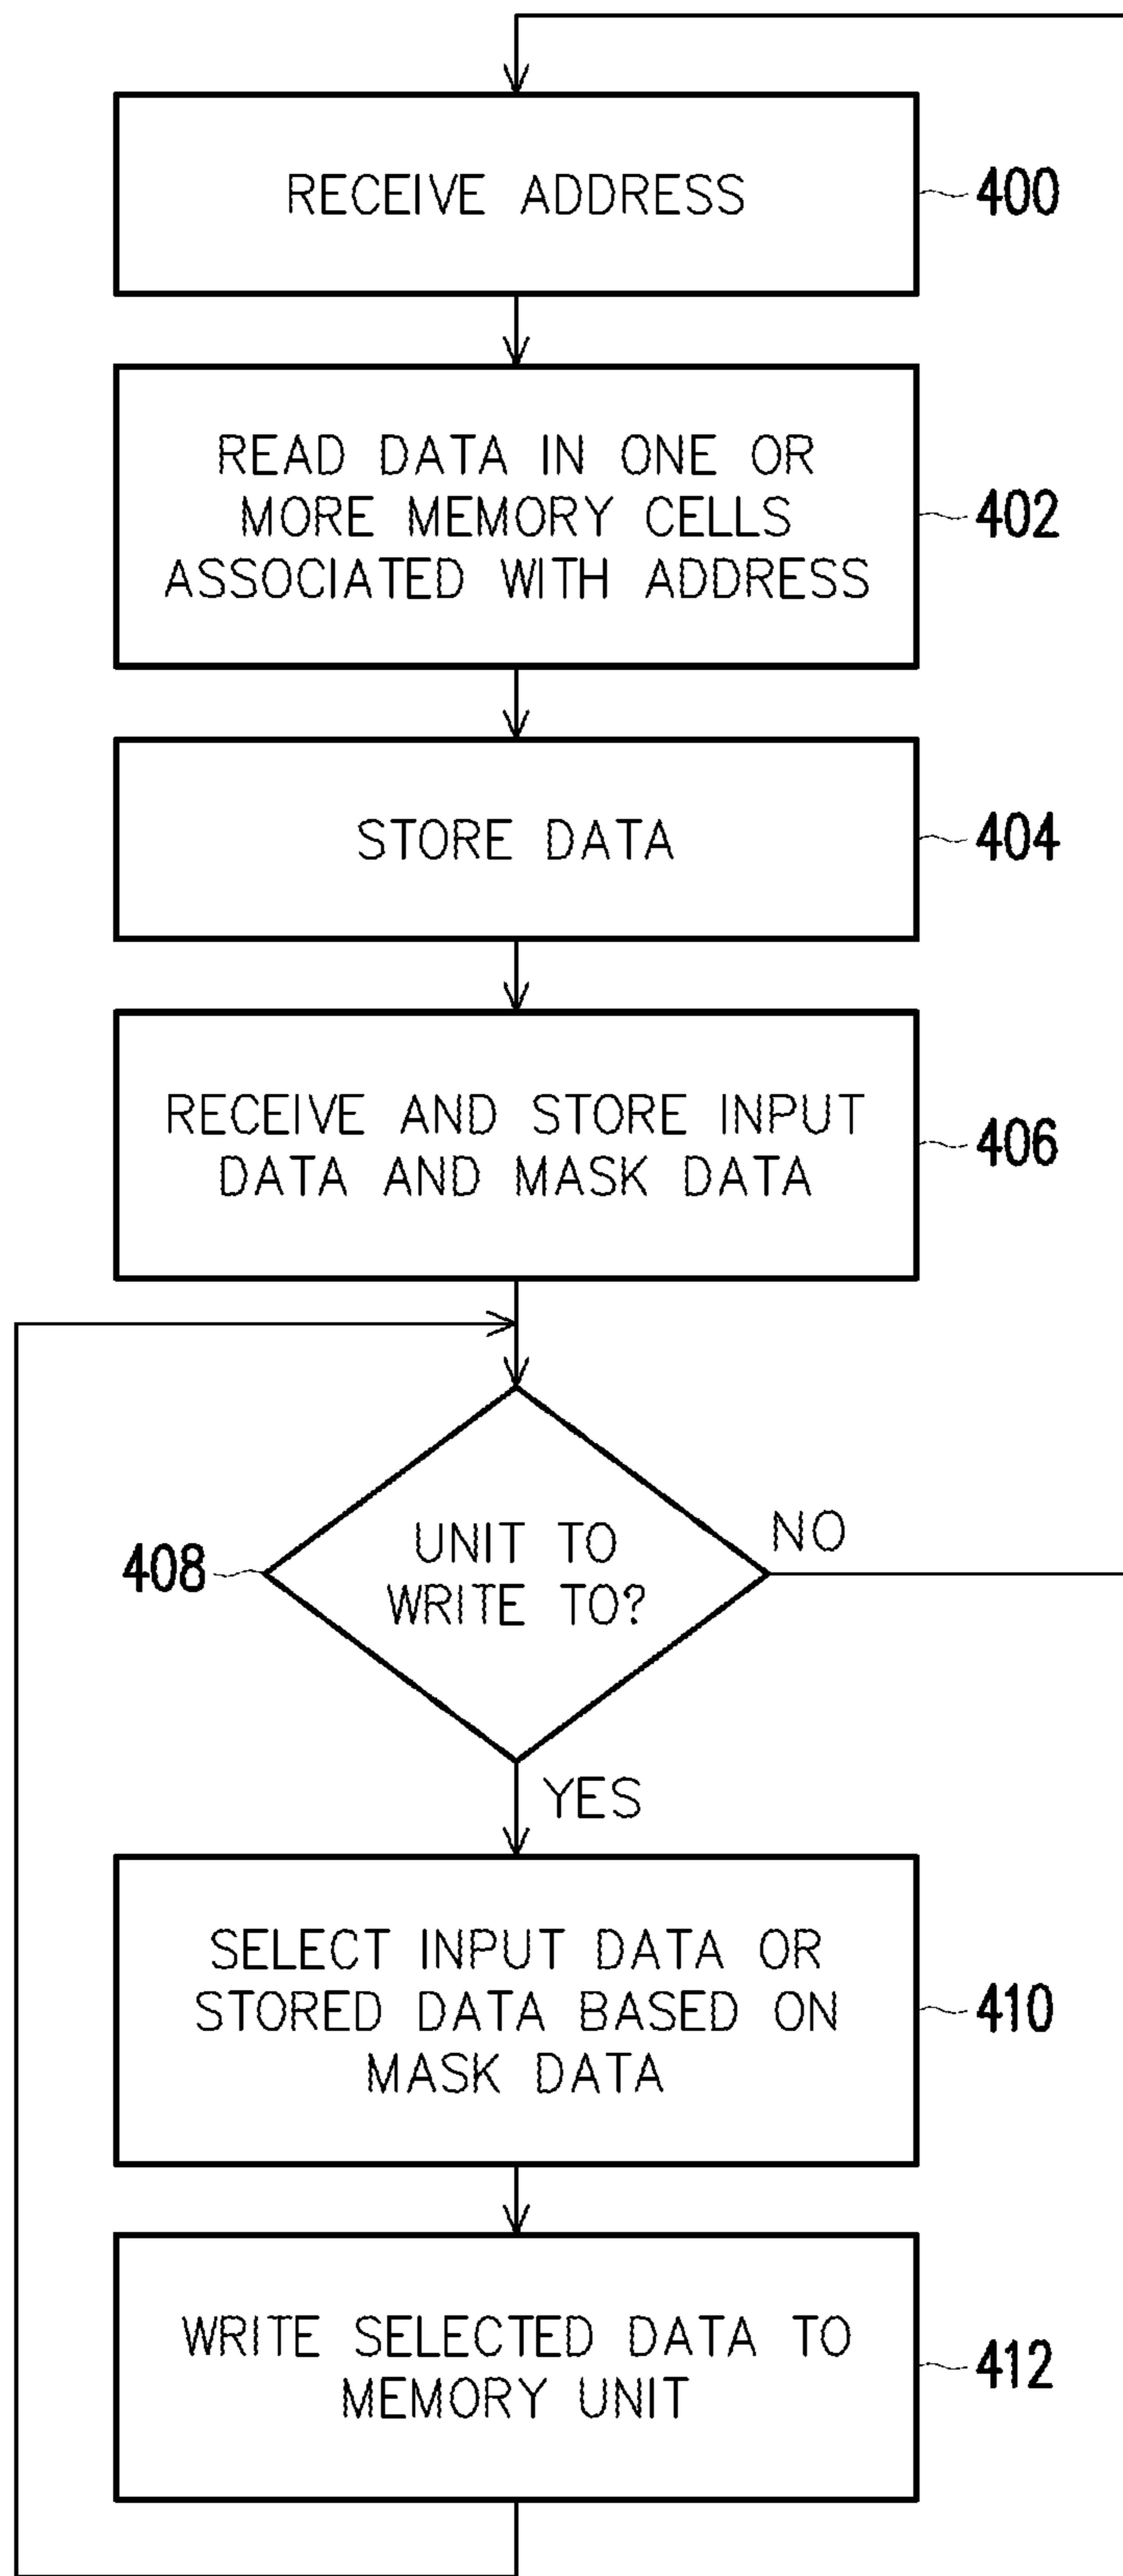 RECEIVE ADDRESS
400
READ DATA IN ONE OR
MORE MEMORY CELLS
ASSOCIATED WITH ADDRESS
402
STORE DATA
404
RECEIVE AND STORE INPUT
DATA AND MASK DATA
406
UNIT TO
WRITE TO?
408
NO
YES
SELECT INPUT DATA OR
STORED DATA BASED ON
MASK DATA
410
WRITE SELECTED DATA TO
MEMORY UNIT
412